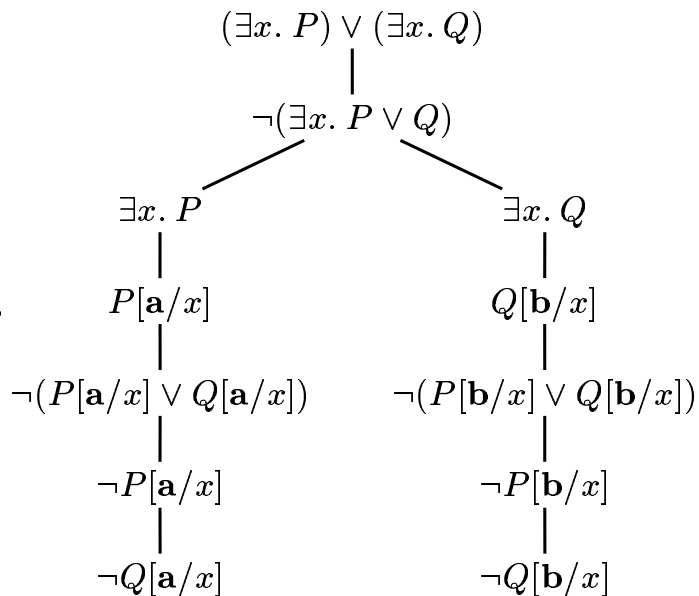 (∃x. P) ∨ (∃x. Q)
¬(∃x. P ∨ Q)
∃x. P ∃x. Q
P[a/x] Q[b/x]
¬(P[a/x] ∨ Q[a/x]) ¬(P[b/x] ∨ Q[b/x])
¬P[a/x] ¬P[b/x]
¬Q[a/x] ¬Q[b/x]